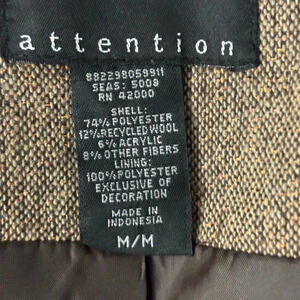 attention
882298059911
SEAS: 5008
RN 42000
SHELL:
74% POLYESTER
12% RECYCLED WOOL
6% ACRYLIC
8% OTHER FIBERS
LINING:
100% POLYESTER
EXCLUSIVE OF
DECORATION
MADE IN
INDONESIA
M/M